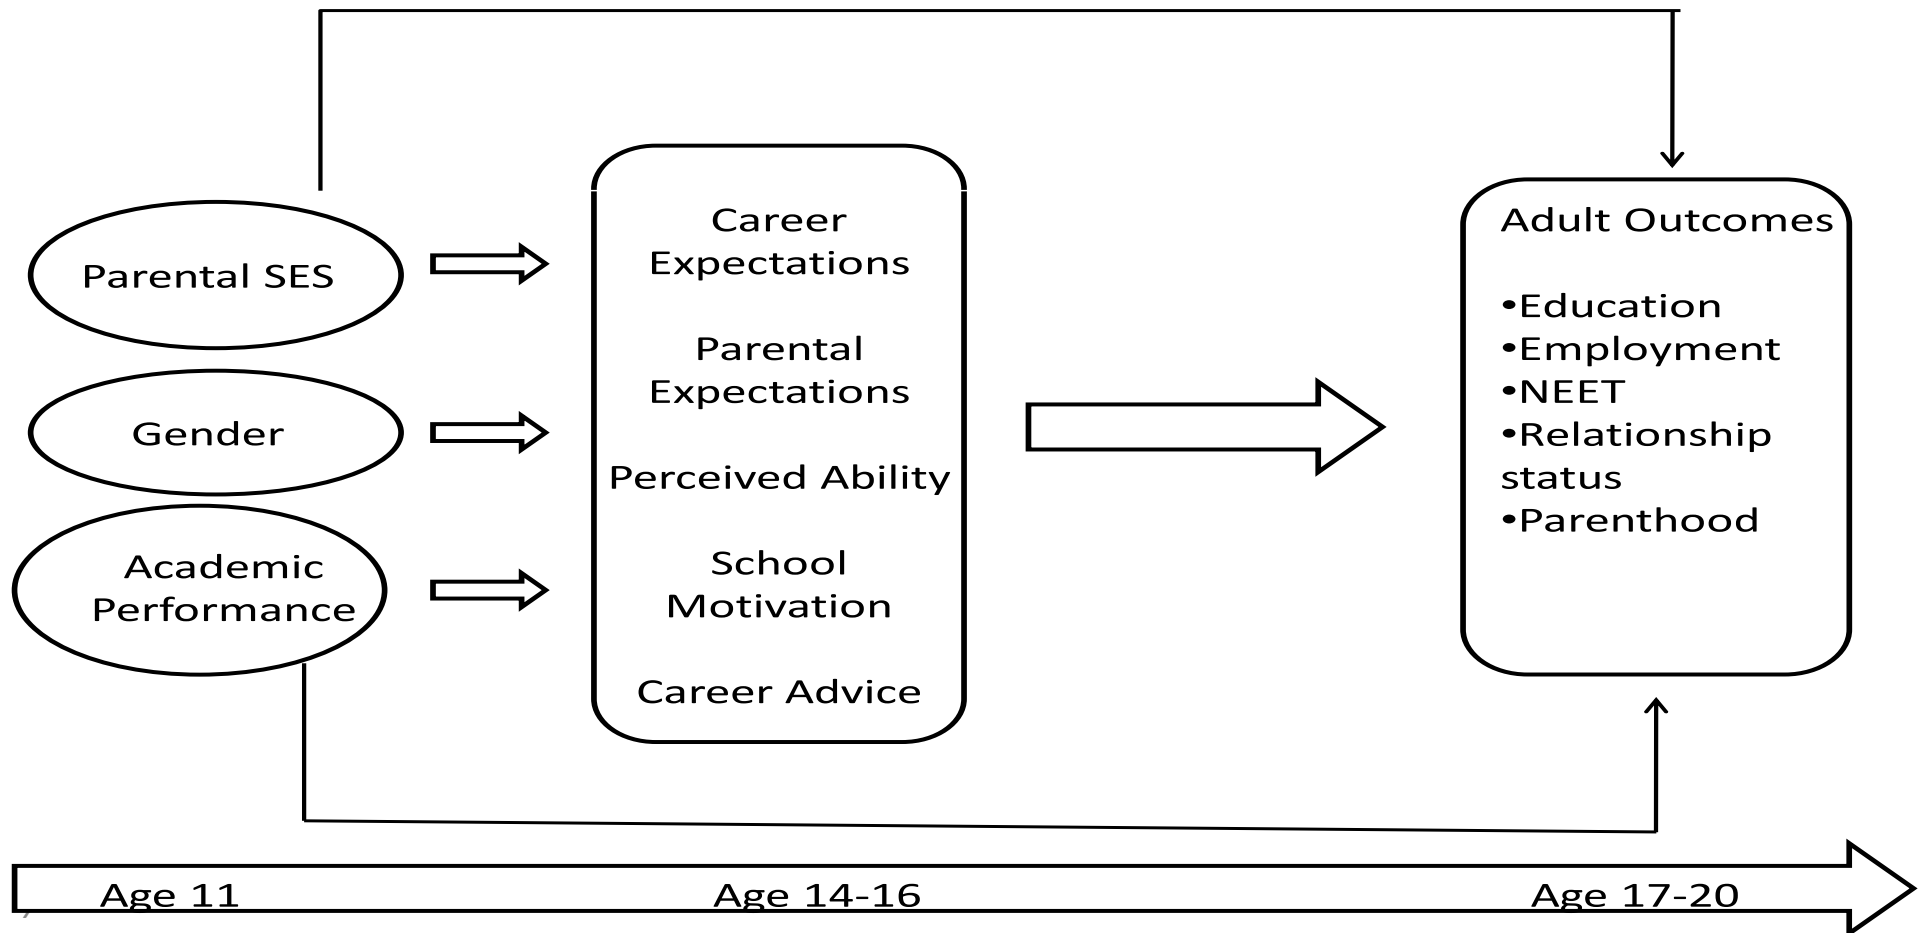 Parental SES
Gender
Academic
Performance
Career
Expectations
Parental
Expectations
Perceived Ability
School
Motivation
Career Advice
Adult Outcomes
•Education
•Employment
•NEET
•Relationship
status
•Parenthood
Age 11
Age 14-16
Age 17-20